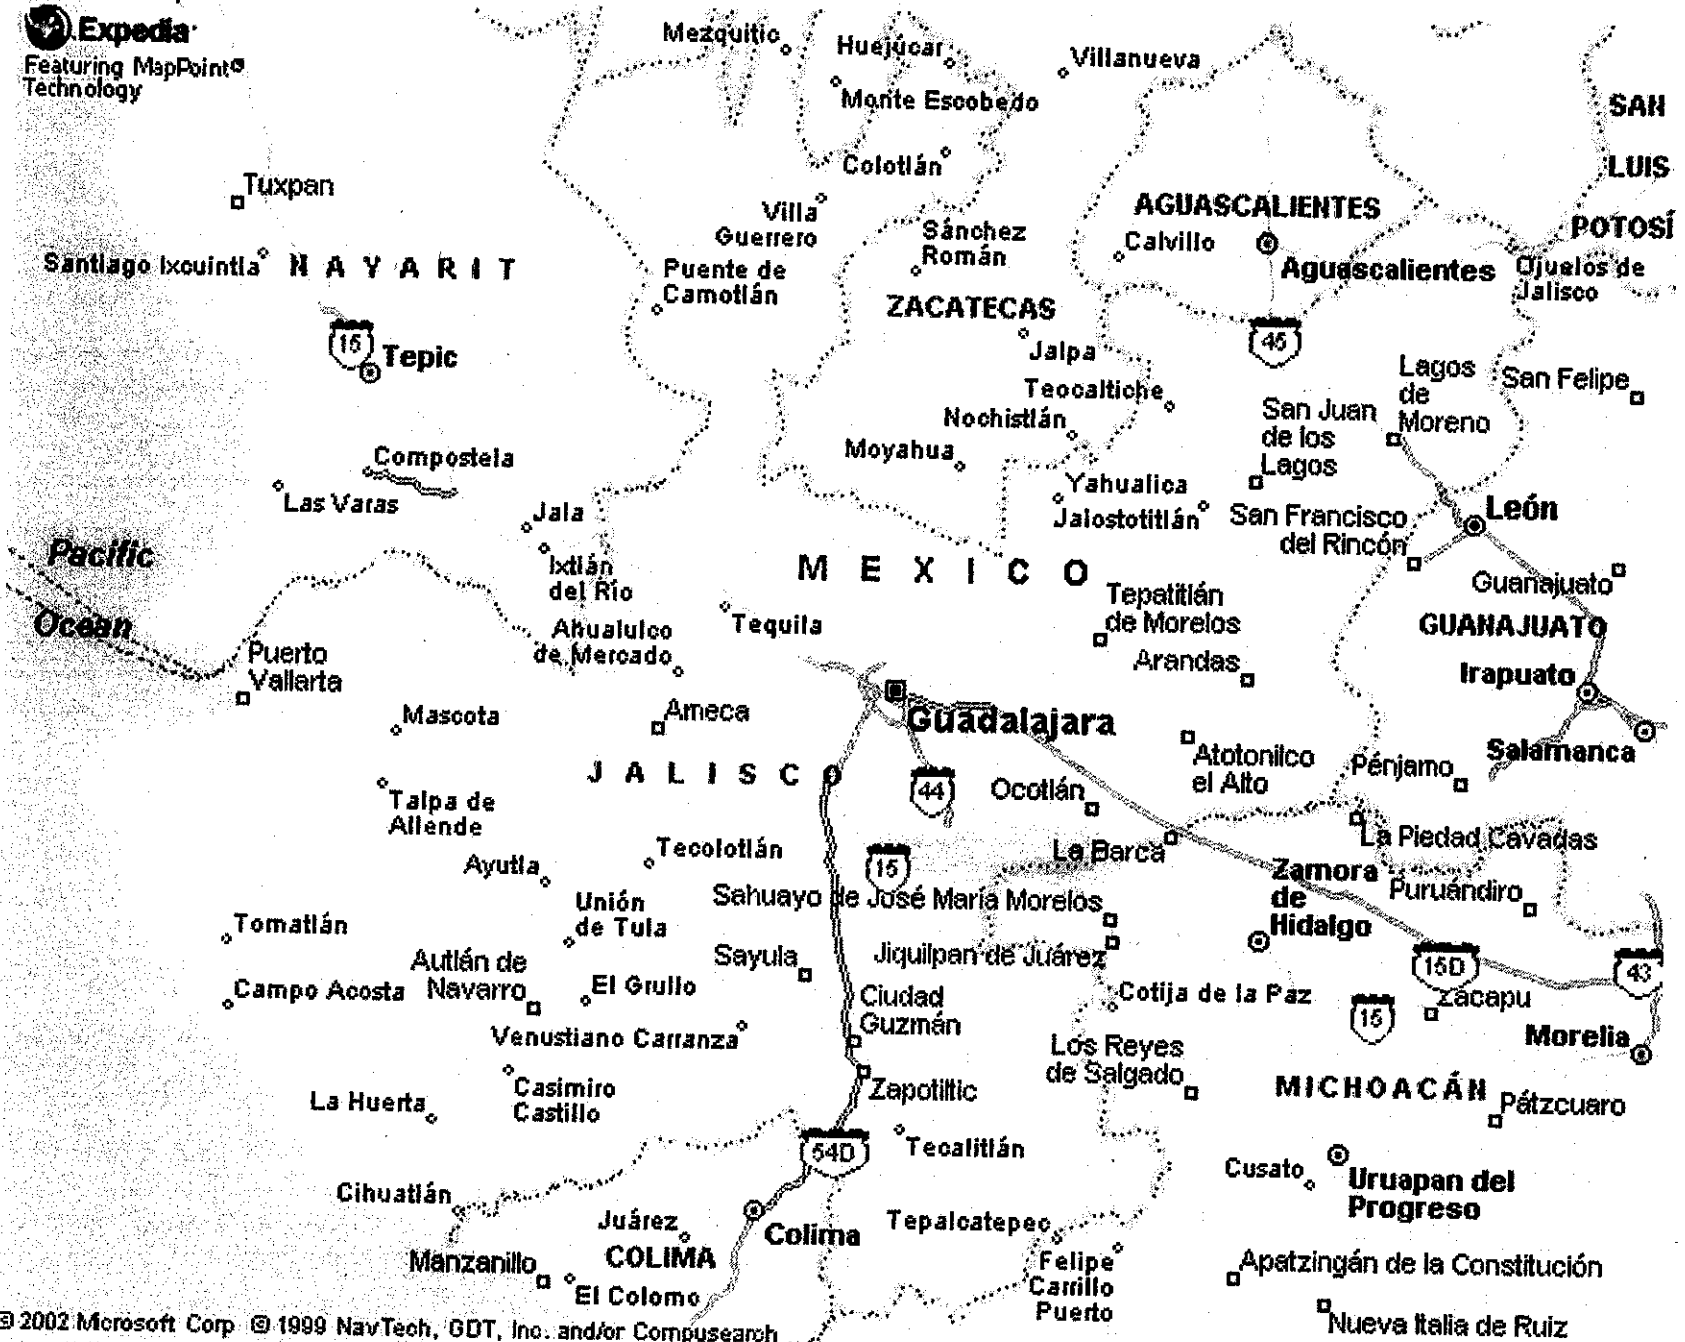 Expedia
Featuring MapPoint®
Technology
Mezquitic
Huejúcar
Villanueva
Monte Escobedo
SAN
LUIS
POTOSÍ
Colotlán
Tuxpan
Villa
Guerrero
Sánchez
Román
AGUASCALIENTES
Calvillo
Aguascalientes
Ojuelos de
Jalisco
Santiago Ixcuintla
NAYARIT
Puente de
Camotlán
ZACATECAS
15
Tepic
Jalpa
45
Teocaltiche
Lagos
de
Moreno
San Felipe
Nochistlán
San Juan
de los
Lagos
Moyahua
Compostela
Las Varas
Yahualica
Jalostotitlán
San Francisco
del Rincón
León
Jala
Ixtlán
del Río
Pacific
Ocean
MEXICO
Guanajuato
GUANAJUATO
Tepatitlán
de Morelos
Arandas
Irapuato
Ahualulco
de Mercado
Tequila
Puerto
Vallarta
Mascota
Ameca
Guadalajara
Atotonilco
el Alto
Pénjamo
Salamanca
JALISCO
44
Ocotlán
Talpa de
Allende
La Barca
La Piedad Cavadas
Ayutla
Tecolotlán
15
Zamora
de
Hidalgo
Puruándiro
Sahuayo de José María Morelos
Unión
de Tula
Tomatlán
Sayula
Jiquilpan de Juárez
15D
43
Autlán de
Navarro
El Grullo
Campo Acosta
Ciudad
Guzmán
Cotija de la Paz
15
Zacapu
Venustiano Carranza
Morelia
Los Reyes
de Salgado
Casimiro
Castillo
La Huerta
Zapotiltic
MICHOACÁN
Pátzcuaro
54D
Tecalitlán
Cusato
Uruapan del
Progreso
Cihuatlán
Juárez
Colima
COLIMA
Tepalcatepec
Manzanillo
El Colomo
Felipe
Carrillo
Puerto
Apatzingán de la Constitución
Nueva Italia de Ruiz
© 2002 Microsoft Corp © 1999 NavTech, GDT, Inc. and/or Compusearch